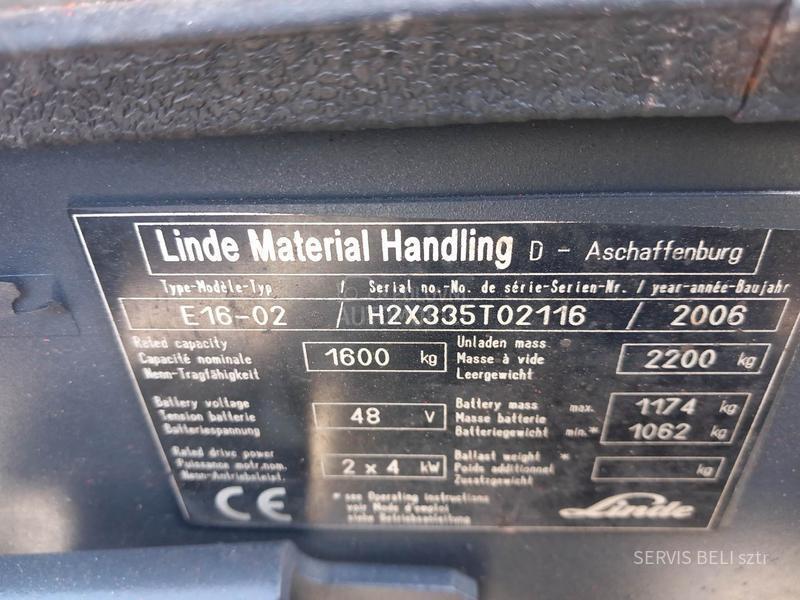 Linde Material Handling D - Aschaffenburg
Type-Modèle-Typ / Serial no.-No. de série-Serien-Nr. / year-année-Baujahr
E16-02 / H2X335T02116 / 2006
Rated capacity
Capacité nominale
Nenn-Tragfähigkeit
1600 kg
Unladen mass
Masse à vide
Leergewicht
2200 kg
Battery voltage
Tension batterie
Batteriespannung
48 V
Battery mass max.
Masse batterie
Batteriegewicht min.*
1174 kg
1062 kg
Rated drive power
Puissance motr.nom.
Nenn-Antriebsleist.
2 x 4 kW
Ballast weight *
Poids additionnel
Zusatzgewicht
kg
CE
* see Operating instructions
voir Mode d'emploi
siehe Betriebsanleitung
Linde
SERVIS BELI sztr